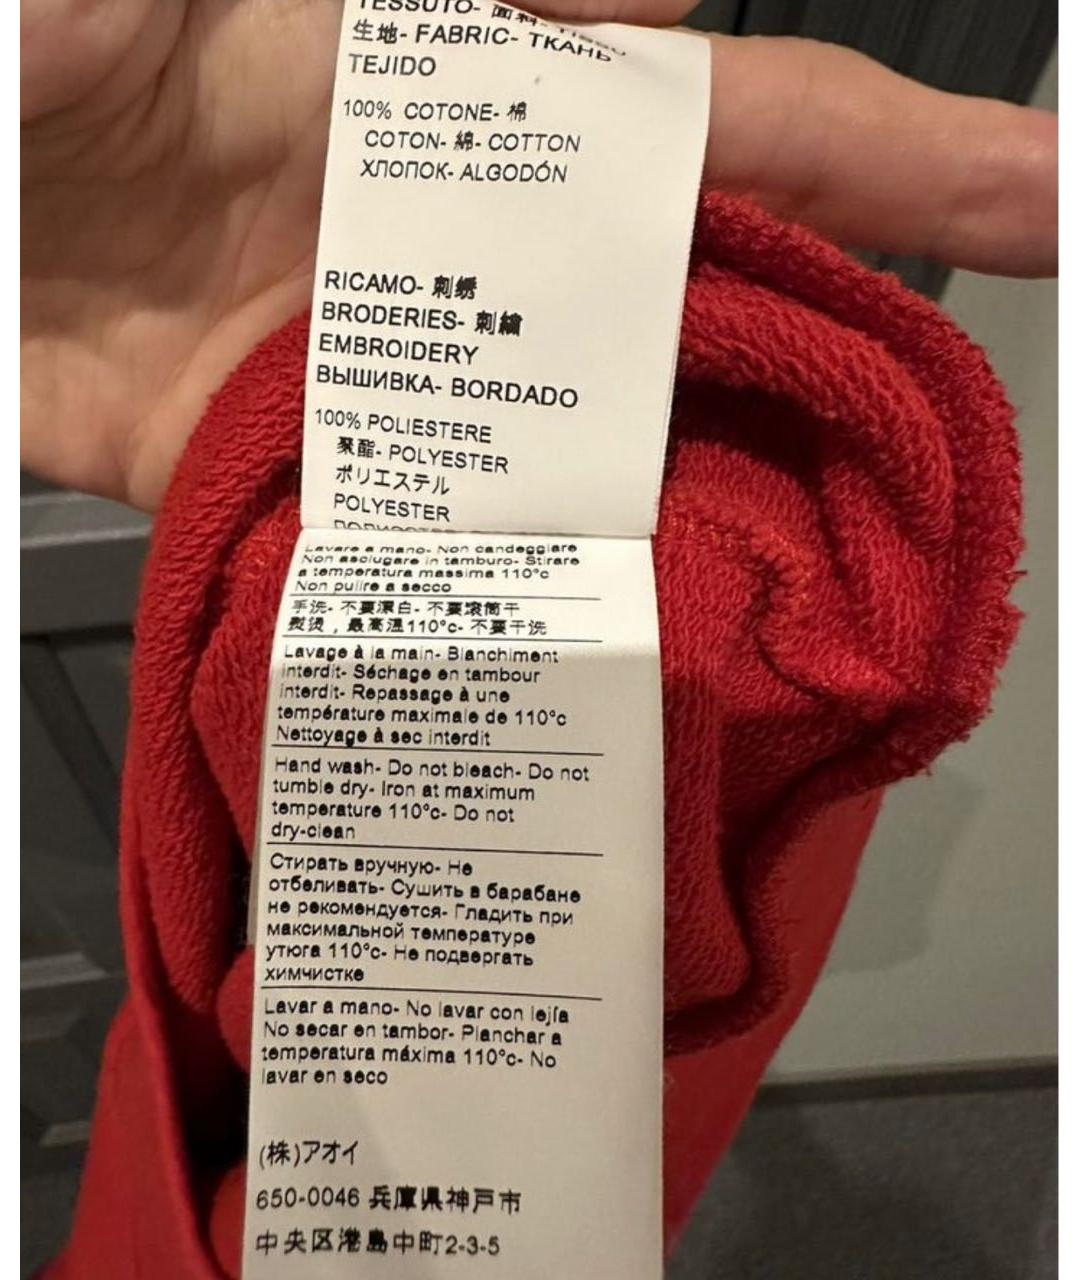 TESSUTO- 面料- TISSU
生地- FABRIC- ТКАНЬ
TEJIDO
100% COTONE- 棉
COTON- 綿- COTTON
ХЛОПОК- ALGODÓN
RICAMO- 刺绣
BRODERIES- 刺繍
EMBROIDERY
ВЫШИВКА- BORDADO
100% POLIESTERE
聚酯- POLYESTER
ポリエステル
POLYESTER
Lavare a mano- Non candeggiare
Non asciugare in tamburo- Stirare
a temperatura massima 110°c
Non pulire a secco
手洗- 不要漂白- 不要滚筒干
熨烫，最高温110°c- 不要干洗
Lavage à la main- Blanchiment
interdit- Séchage en tambour
interdit- Repassage à une
température maximale de 110°c
Nettoyage à sec interdit
Hand wash- Do not bleach- Do not
tumble dry- Iron at maximum
temperature 110°c- Do not
dry-clean
Стирать вручную- Не
отбеливать- Сушить в барабане
не рекомендуется- Гладить при
максимальной температуре
утюга 110°c- Не подвергать
химчистке
Lavar a mano- No lavar con lejía
No secar en tambor- Planchar a
temperatura máxima 110°c- No
lavar en seco
(株)アオイ
650-0046 兵庫県神戸市
中央区港島中町2-3-5